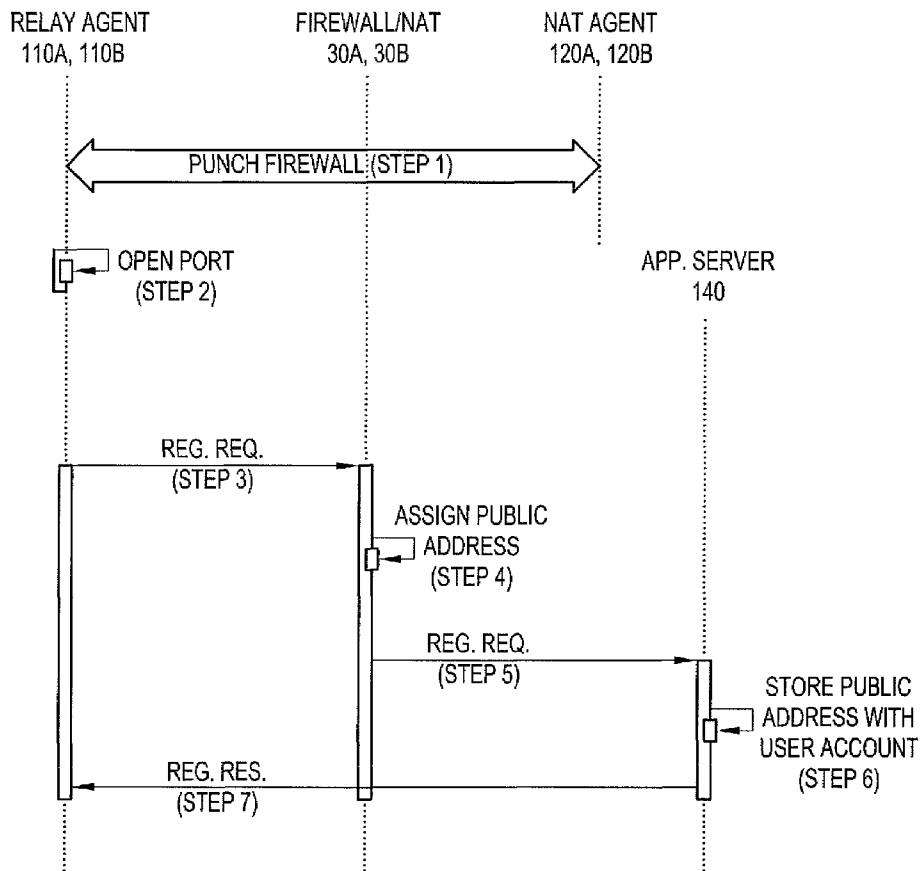 RELAY AGENT
110A, 110B
FIREWALL/NAT
30A, 30B
NAT AGENT
120A, 120B
PUNCH FIREWALL (STEP 1)
OPEN PORT
(STEP 2)
APP. SERVER
140
REG. REQ.
(STEP 3)
ASSIGN PUBLIC
ADDRESS
(STEP 4)
REG. REQ.
(STEP 5)
STORE PUBLIC
ADDRESS WITH
USER ACCOUNT
(STEP 6)
REG. RES.
(STEP 7)